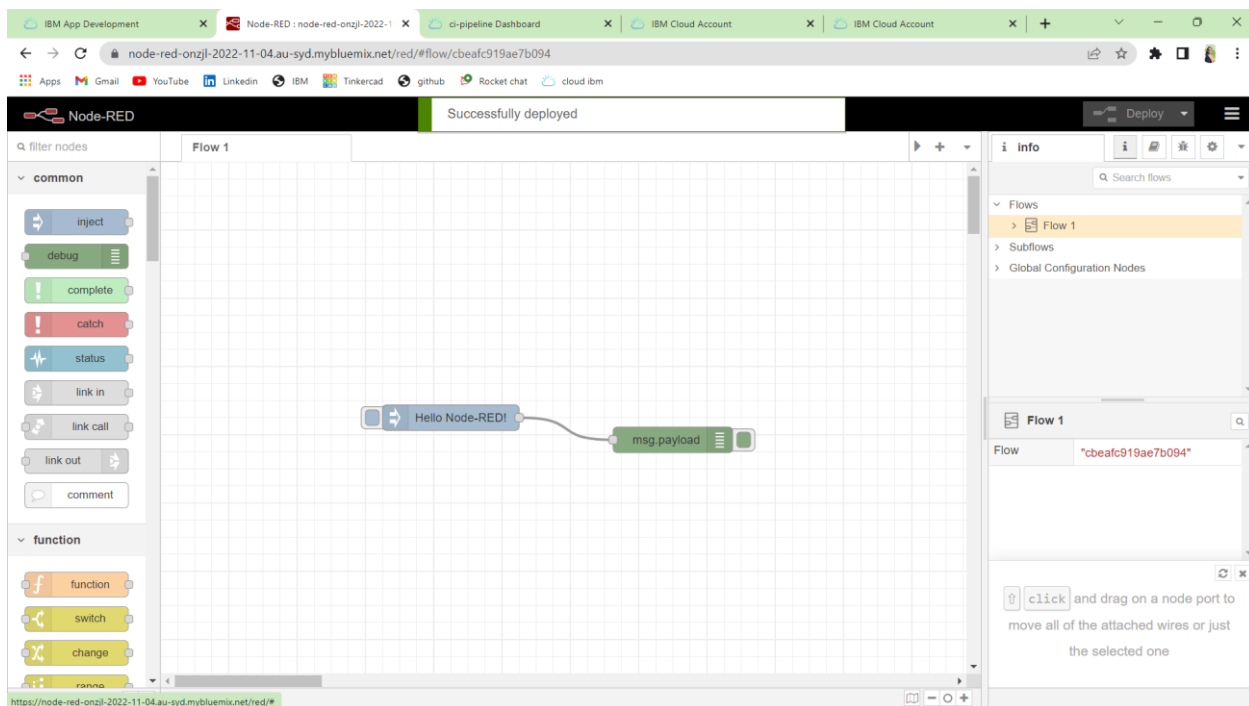 IBM App Development
Node-RED : node-red-onzjl-2022-1
ci-pipeline Dashboard
IBM Cloud Account
IBM Cloud Account
node-red-onzjl-2022-11-04.au-syd.mybluemix.net/red/#flow/cbeafc919ae7b094
Apps Gmail YouTube Linkedin IBM Tinkercad github Rocket chat cloud ibm
Node-RED
Successfully deployed
Deploy
filter nodes
Flow 1
i info
Search flows
common
inject
debug
complete
catch
status
link in
link call
link out
comment
function
function
switch
change
range
Hello Node-RED!
msg.payload
Flows
Flow 1
Subflows
Global Configuration Nodes
Flow 1
Flow "cbeafc919ae7b094"
click and drag on a node port to
move all of the attached wires or just
the selected one
https://node-red-onzjl-2022-11-04.au-syd.mybluemix.net/red/#